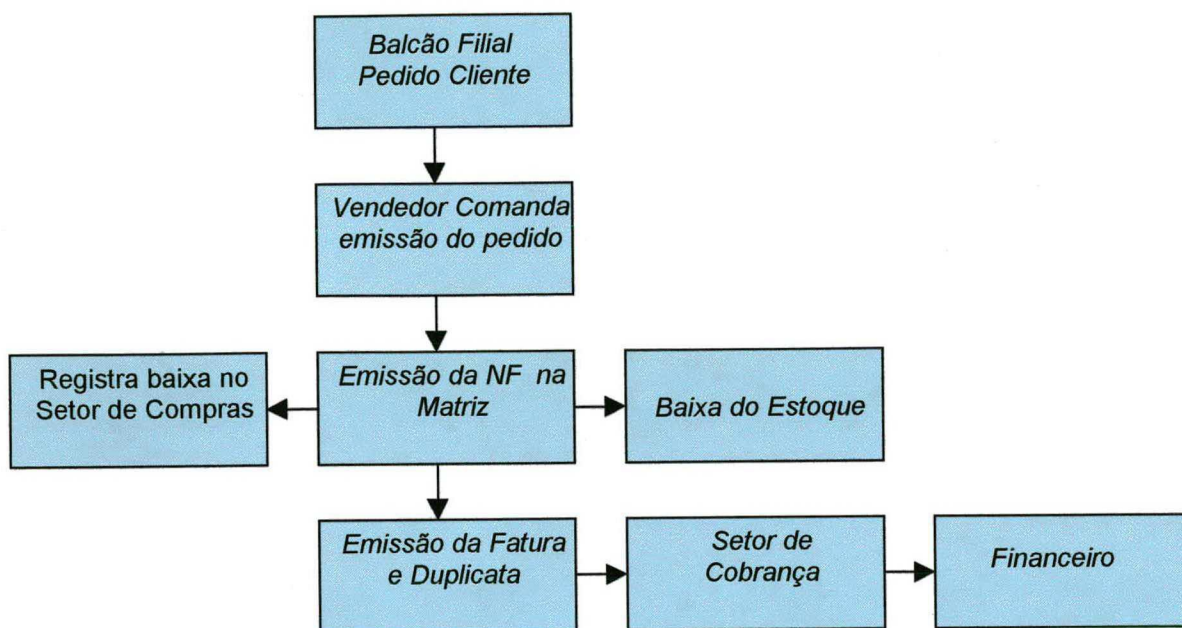 Balcão Filial
Pedido Cliente
Vendedor Comanda
emissão do pedido
Registra baixa no
Setor de Compras
Emissão da NF na
Matriz
Baixa do Estoque
Emissão da Fatura
e Duplicata
Setor de
Cobrança
Financeiro